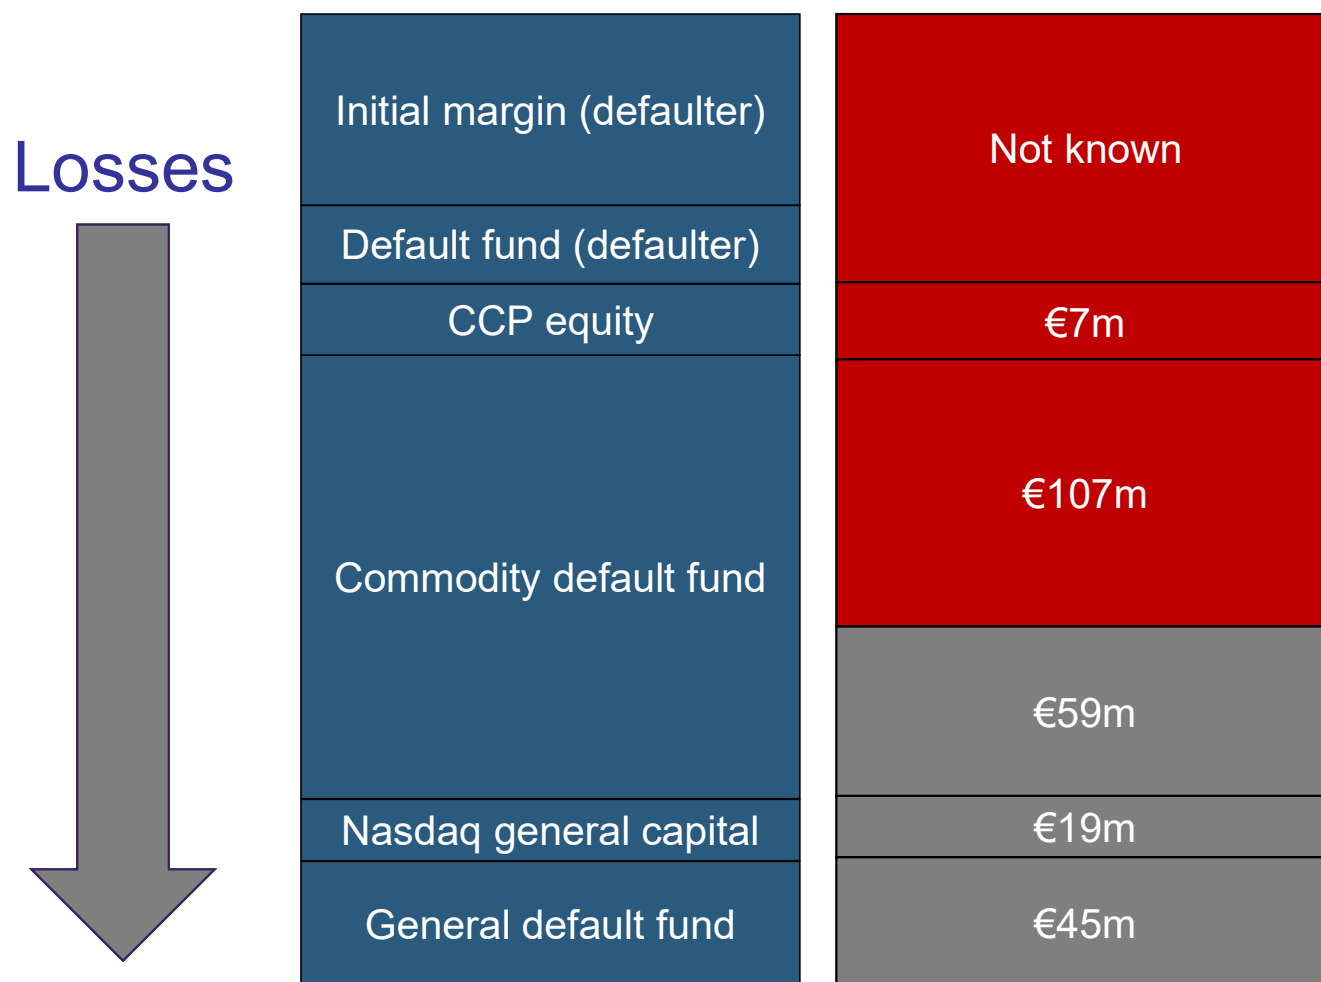 Losses
Initial margin (defaulter)
Default fund (defaulter)
CCP equity
Commodity default fund
Nasdaq general capital
General default fund
Not known
€7m
€107m
€59m
€19m
€45m